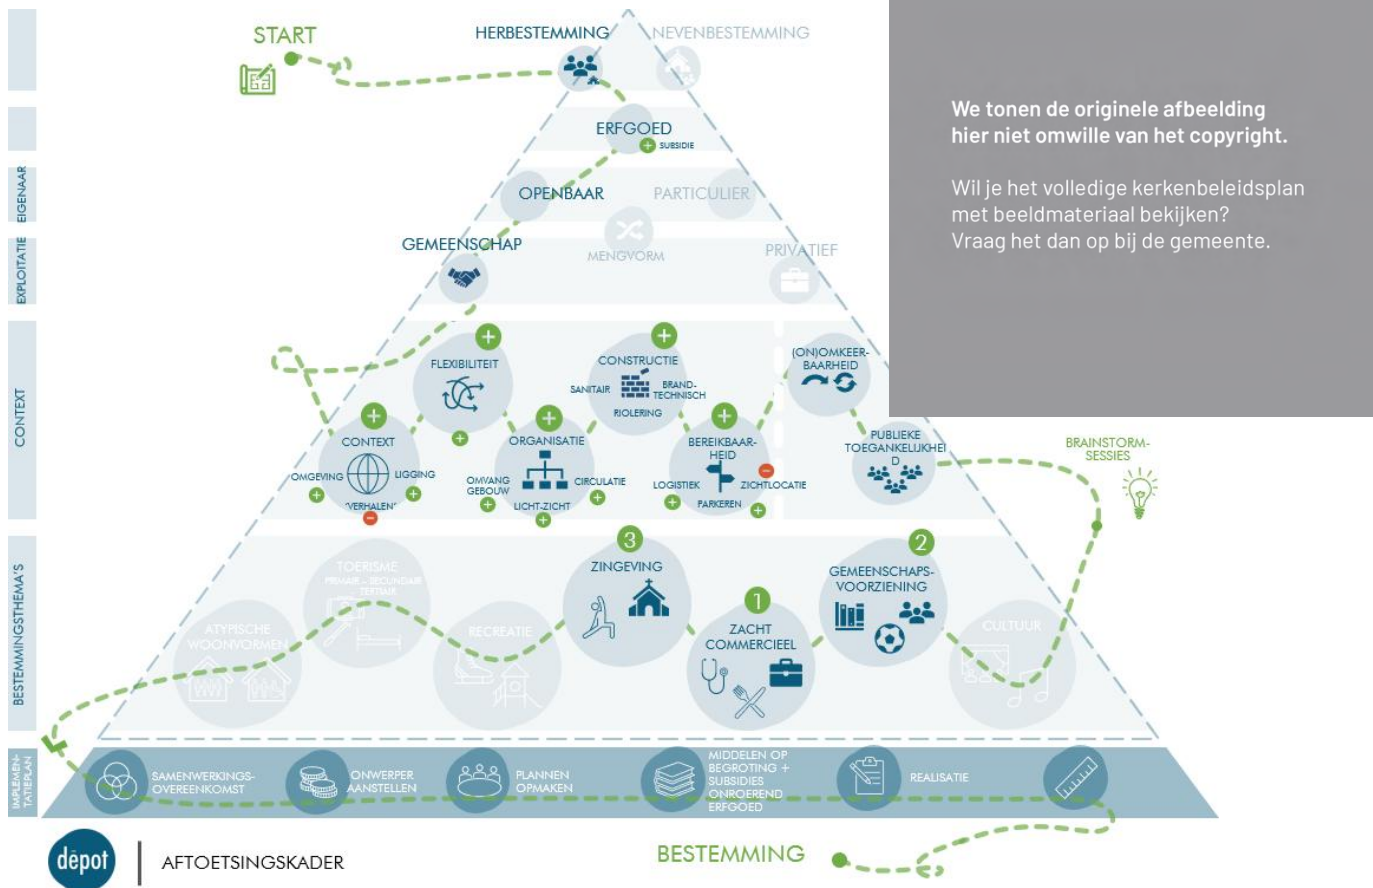 START
HERBESTEMMING
NEVENBESTEMMING
We tonen de originele afbeelding
hier niet omwille van het copyright.
Wil je het volledige kerkenbeleidsplan
met beeldmateriaal bekijken?
Vraag het dan op bij de gemeente.
ERFGOED
+ SUBSIDIE
EIGENAAR
OPENBAAR
PARTICULIER
EXPLOITATIE
GEMEENSCHAP
MENGVORM
PRIVATIEF
CONTEXT
+
FLEXIBILITEIT
+
+
CONSTRUCTIE
SANITAIR
BRAND-
TECHNISCH
RIOLERING
(ON)OMKEER-
BAARHEID
+
CONTEXT
OMGEVING
+
LIGGING
+
'VERHALEN'
-
+
ORGANISATIE
OMVANG
GEBOUW
+
CIRCULATIE
+
LICHT-ZICHT
+
+
BEREIKBAAR-
HEID
LOGISTIEK
+
-
ZICHTLOCATIE
PARKEREN
+
PUBLIEKE
TOEGANKELIJKHEI
D
BRAINSTORM-
SESSIES
BESTEMMINGSTHEMA'S
ATYPISCHE
WOONVORMEN
TOERISME
PRIMAIR - SECUNDAIR
TERTIAIR
RECREATIE
3
ZINGEVING
1
ZACHT
COMMERCIEEL
2
GEMEENSCHAPS-
VOORZIENING
CULTUUR
IMPLEMEN-
TATIEPLAN
SAMENWERKINGS-
OVEREENKOMST
ONWERPER
AANSTELLEN
PLANNEN
OPMAKEN
MIDDELEN OP
BEGROTING +
SUBSIDIES
ONROEREND
ERFGOED
REALISATIE
BESTEMMING
dêpot
AFTOETSINGSKADER